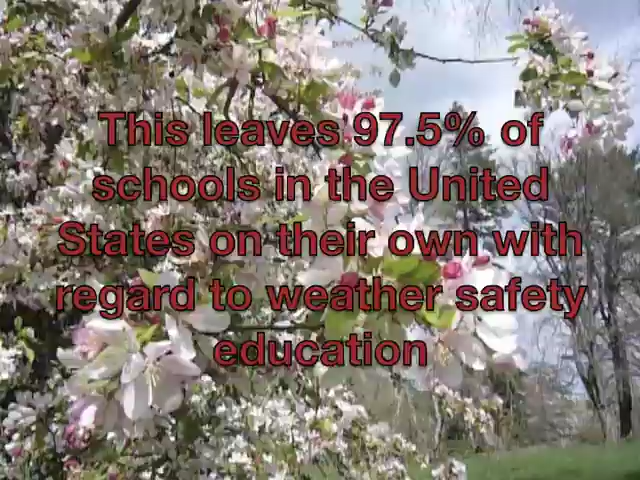 This leaves 97.5% of
schools in the United
States on their own with
regard to weather safety
education